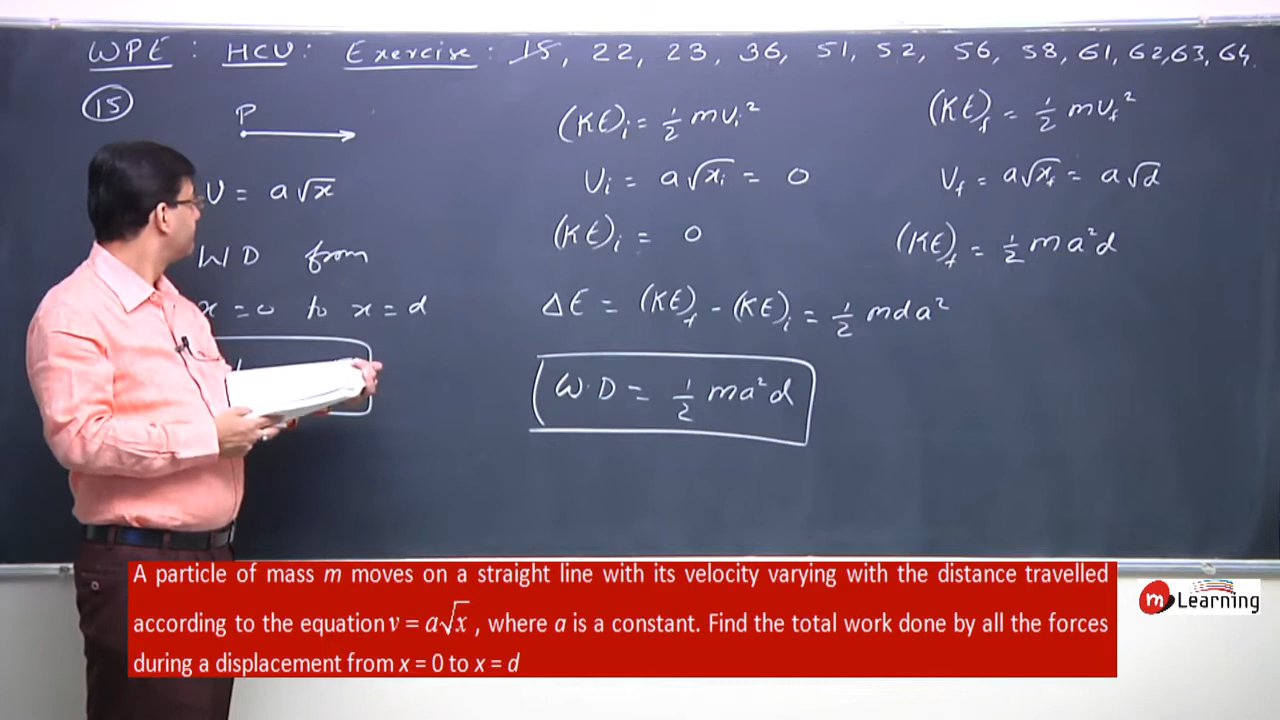 WPE : HCU : Exercise : 15, 22, 23, 36, 51, 52, 56, 58, 61, 62, 63, 64.
15
P
V = a√x
WD from
x = 0 to x = d
(KE)i = 1/2 mVi²
Vi = a√xi = 0
(KE)i = 0
(KE)f = 1/2 mVf²
Vf = a√xf = a√d
(KE)f = 1/2 ma²d
ΔE = (KE)f - (KE)i = 1/2 mda²
W.D = 1/2 ma²d
A particle of mass m moves on a straight line with its velocity varying with the distance travelled
according to the equation v = a√x , where a is a constant. Find the total work done by all the forces
during a displacement from x = 0 to x = d
m Learning